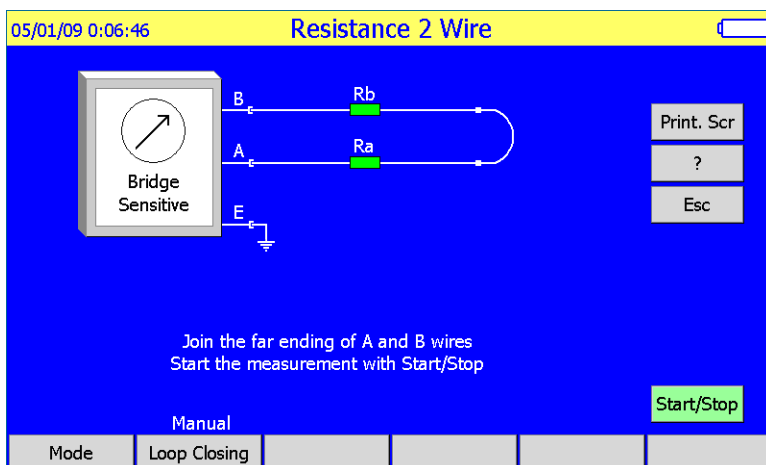 05/01/09 0:06:46
Resistance 2 Wire
B
Rb
Print. Scr
A
Ra
?
Bridge
Sensitive
Esc
E
Join the far ending of A and B wires
Start the measurement with Start/Stop
Start/Stop
Manual
Mode
Loop Closing